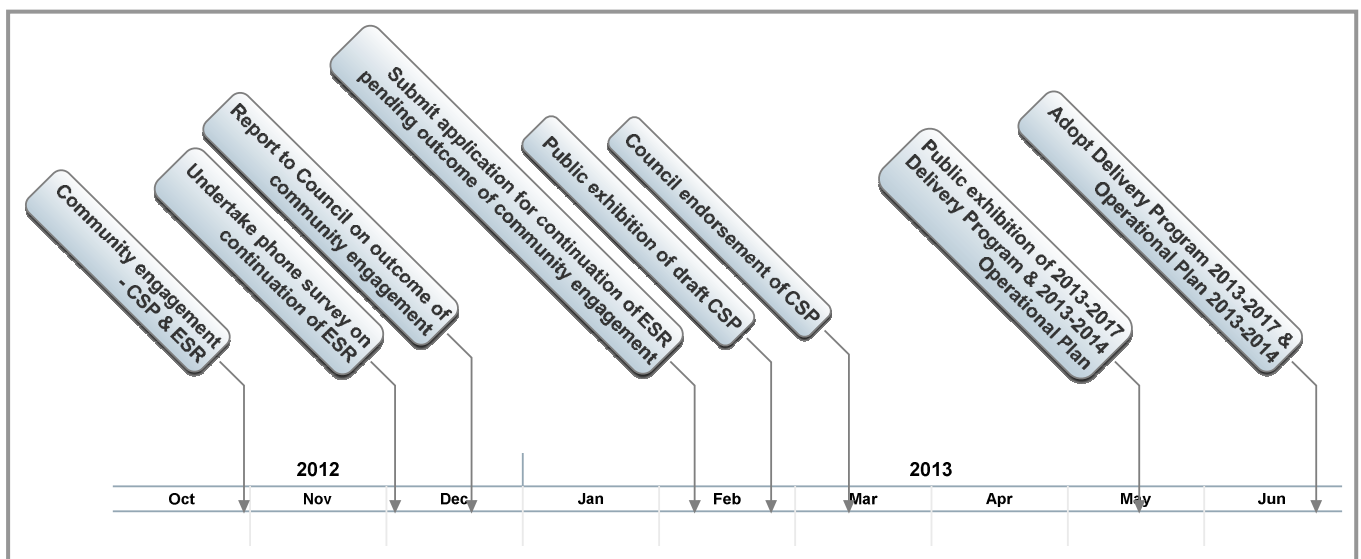 Community engagement
- CSP & ESR
Undertake phone survey on
continuation of ESR
Report to Council on outcome of
community engagement
Submit application for continuation of ESR
pending outcome of community engagement
Public exhibition of draft CSP
Council endorsement of CSP
Public exhibition of 2013-2017
Delivery Program & 2013-2014
Operational Plan
Adopt Delivery Program 2013-2017 &
Operational Plan 2013-2014
2012 2013
Oct Nov Dec Jan Feb Mar Apr May Jun